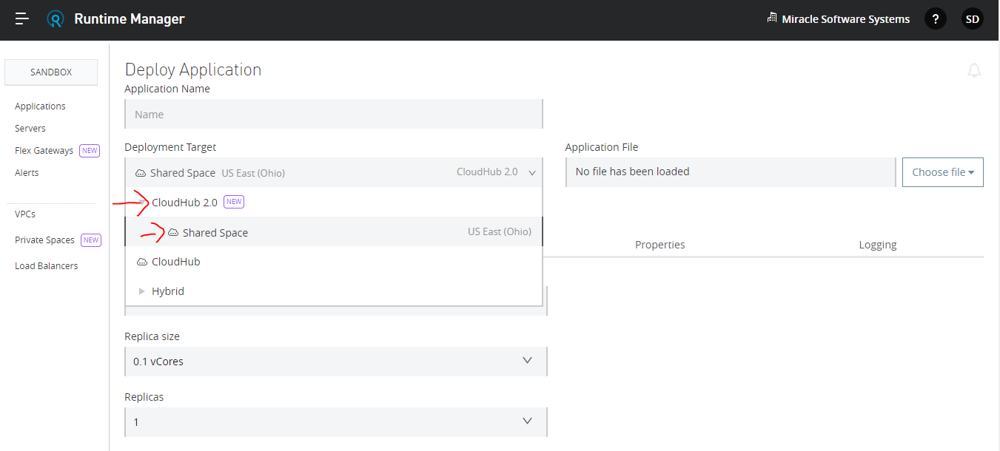 Runtime Manager
Miracle Software Systems
?
SD
SANDBOX
Applications
Servers
Flex Gateways NEW
Alerts
VPCs
Private Spaces NEW
Load Balancers
Deploy Application
Application Name
Name
Deployment Target
Shared Space US East (Ohio) CloudHub 2.0
CloudHub 2.0 NEW
Shared Space US East (Ohio)
CloudHub
Hybrid
Application File
No file has been loaded
Choose file
Properties
Logging
Replica size
0.1 vCores
Replicas
1